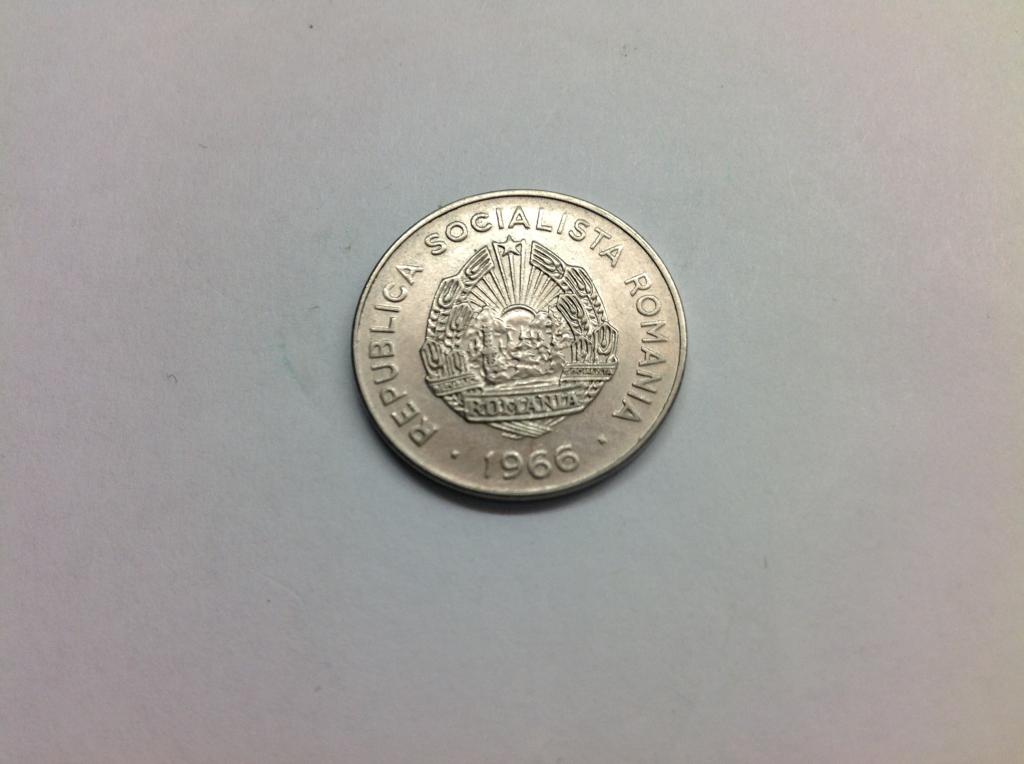 REPUBLICA SOCIALISTA ROMANIA
ROMANIA
· 1966 ·